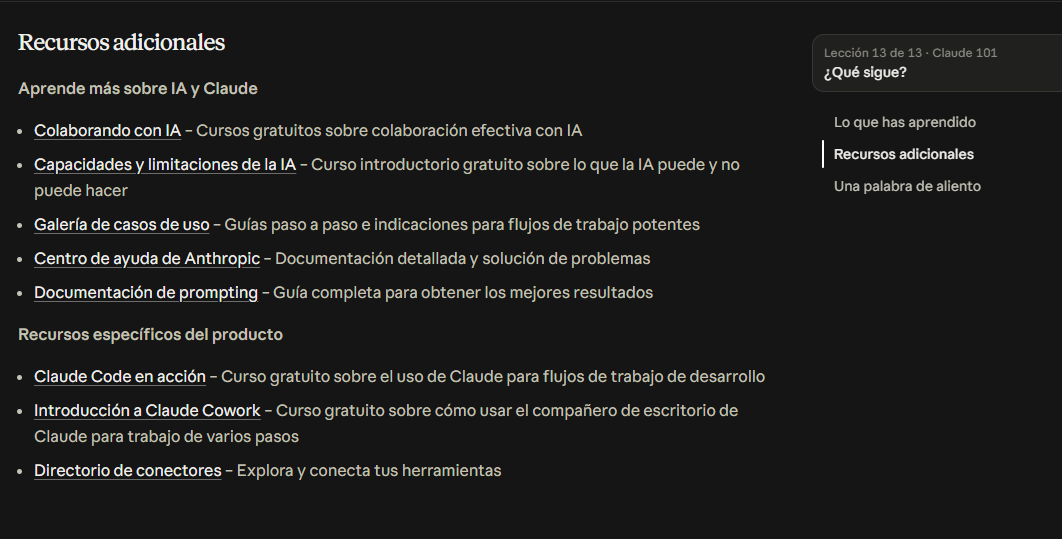 Recursos adicionales
Aprende más sobre IA y Claude
• Colaborando con IA – Cursos gratuitos sobre colaboración efectiva con IA
• Capacidades y limitaciones de la IA – Curso introductorio gratuito sobre lo que la IA puede y no
puede hacer
• Galería de casos de uso – Guías paso a paso e indicaciones para flujos de trabajo potentes
• Centro de ayuda de Anthropic – Documentación detallada y solución de problemas
• Documentación de prompting – Guía completa para obtener los mejores resultados
Recursos específicos del producto
• Claude Code en acción – Curso gratuito sobre el uso de Claude para flujos de trabajo de desarrollo
• Introducción a Claude Cowork – Curso gratuito sobre cómo usar el compañero de escritorio de
Claude para trabajo de varios pasos
• Directorio de conectores – Explora y conecta tus herramientas
Lección 13 de 13 · Claude 101
¿Qué sigue?
Lo que has aprendido
Recursos adicionales
Una palabra de aliento